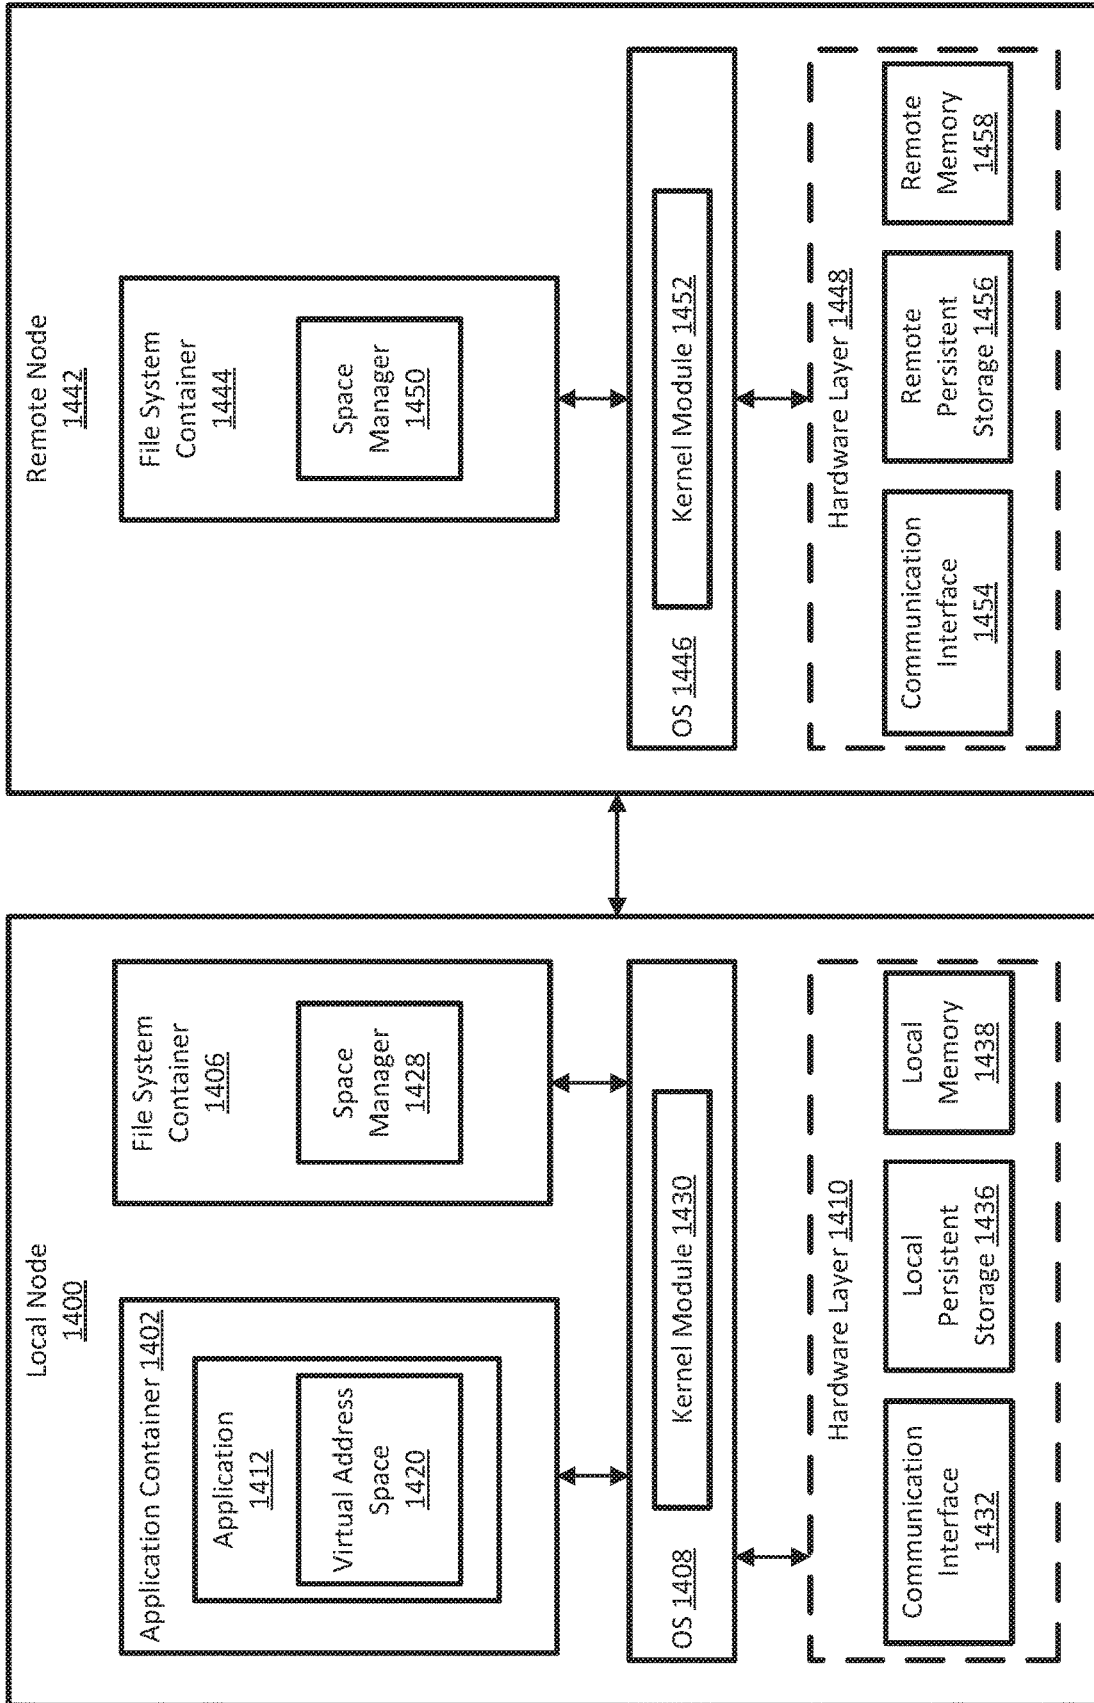 Local Node
1400
Application Container 1402
Application
1412
Virtual Address
Space
1420
File System
Container
1406
Space
Manager
1428
OS 1408
Kernel Module 1430
Hardware Layer 1410
Communication
Interface
1432
Local
Persistent
Storage 1436
Local
Memory
1438
Remote Node
1442
File System
Container
1444
Space
Manager
1450
OS 1446
Kernel Module 1452
Hardware Layer 1448
Communication
Interface
1454
Remote
Persistent
Storage 1456
Remote
Memory
1458